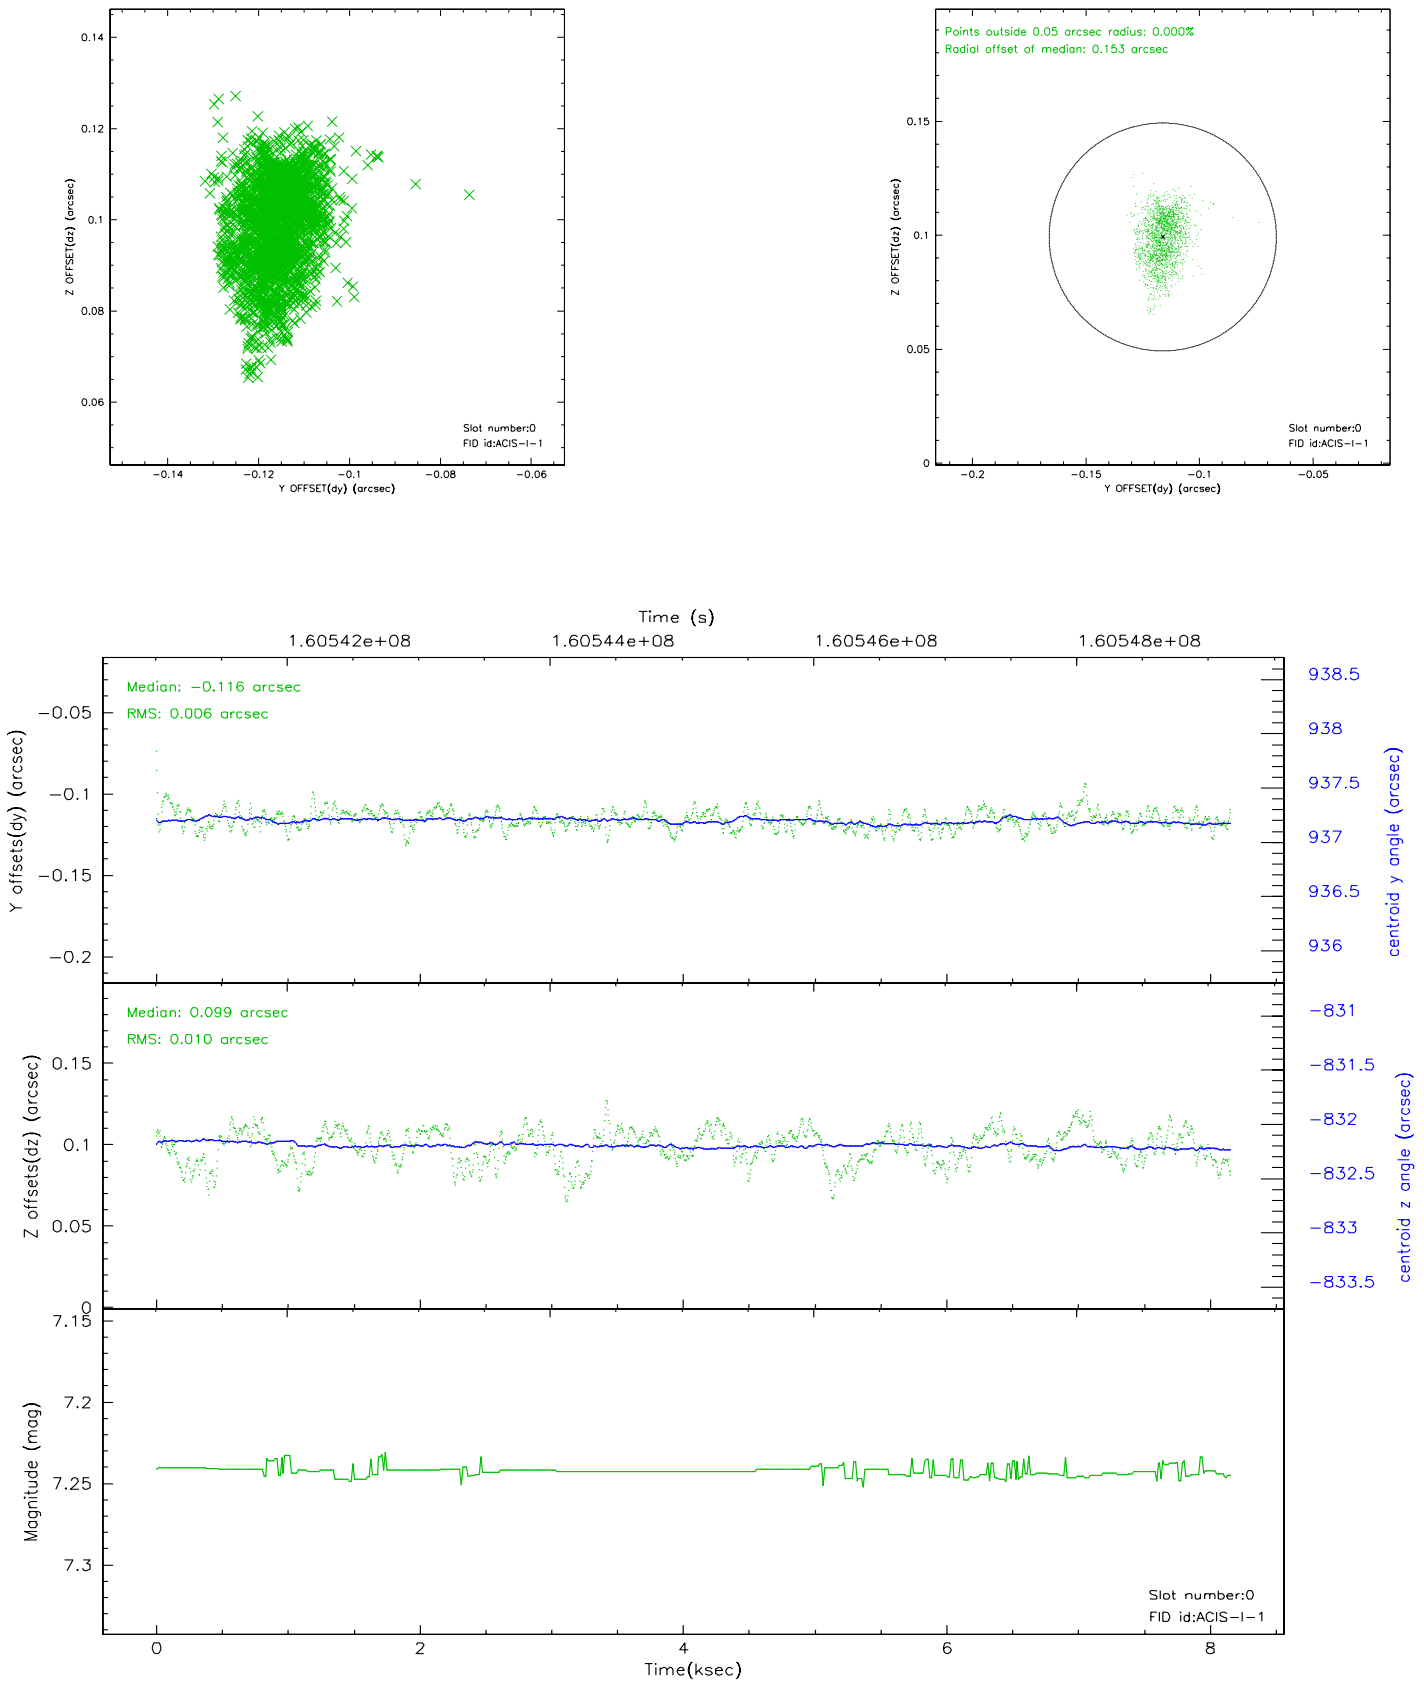 0.14
0.12
0.1
0.08
0.06
Z OFFSET(dz) (arcsec)
Slot number:0
FID id:ACIS-I-1
-0.14 -0.12 -0.1 -0.08 -0.06
Y OFFSET(dy) (arcsec)
Points outside 0.05 arcsec radius: 0.000%
Radial offset of median: 0.153 arcsec
0.15
0.1
0.05
0
Z OFFSET(dz) (arcsec)
Slot number:0
FID id:ACIS-I-1
-0.2 -0.15 -0.1 -0.05
Y OFFSET(dy) (arcsec)
Time (s)
1.60542e+08 1.60544e+08 1.60546e+08 1.60548e+08
Median: -0.116 arcsec
RMS: 0.006 arcsec
-0.05
-0.1
-0.15
-0.2
Y offsets(dy) (arcsec)
938.5
938
937.5
937
936.5
936
centroid y angle (arcsec)
Median: 0.099 arcsec
RMS: 0.010 arcsec
0.15
0.1
0.05
0
Z offsets(dz) (arcsec)
-831
-831.5
-832
-832.5
-833
-833.5
centroid z angle (arcsec)
7.15
7.2
7.25
7.3
Magnitude (mag)
Slot number:0
FID id:ACIS-I-1
0 2 4 6 8
Time(ksec)